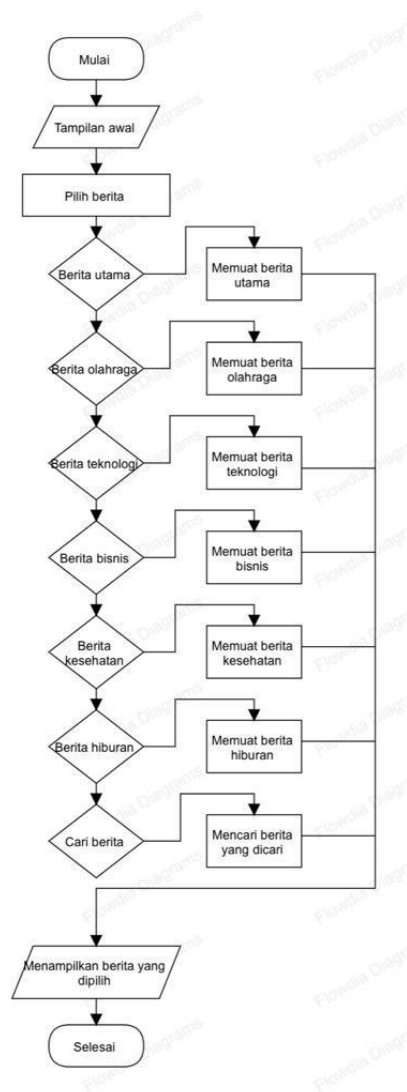 Mulai
Tampilan awal
Pilih berita
Berita utama
Memuat berita
utama
Berita olahraga
Memuat berita
olahraga
Berita teknologi
Memuat berita
teknologi
Berita bisnis
Memuat berita
bisnis
Berita
kesehatan
Memuat berita
kesehatan
Berita hiburan
Memuat berita
hiburan
Cari berita
Mencari berita
yang dicari
Menampilkan berita yang
dipilih
Selesai
Flowdia Diagrams